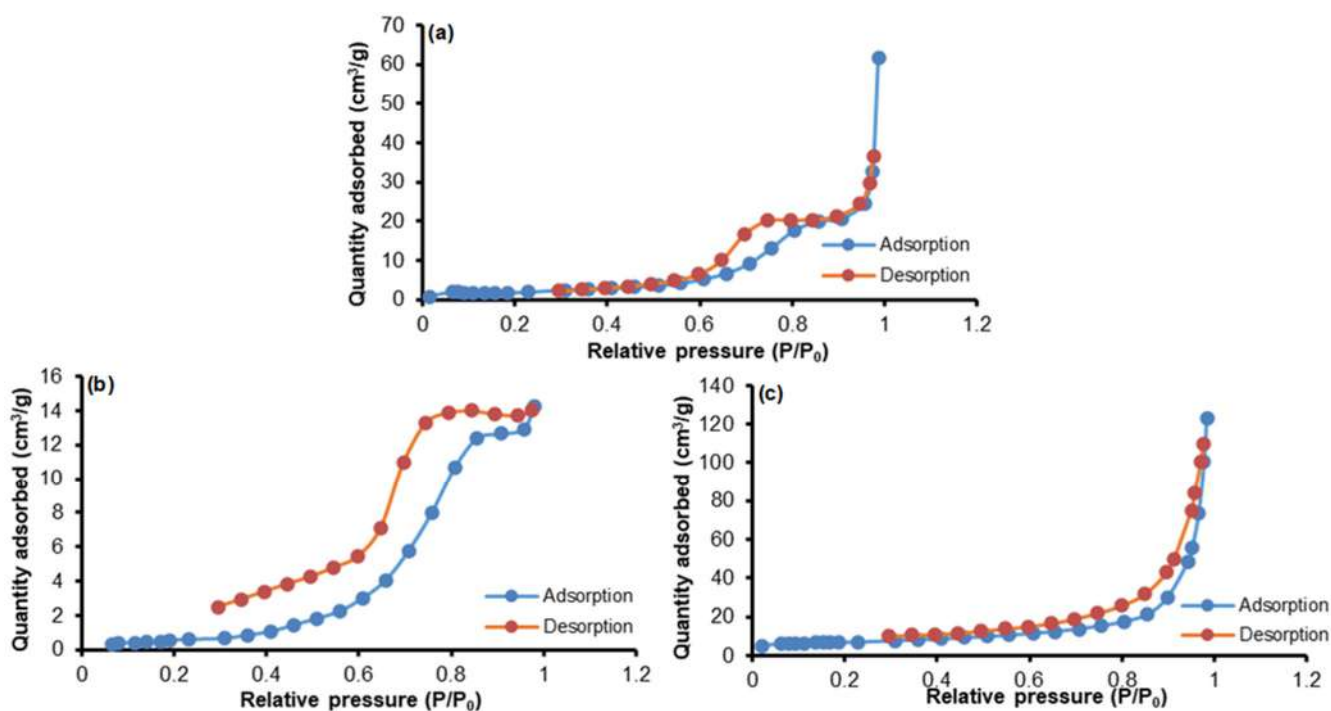 (a)
Quantity adsorbed (cm³/g)
70
60
50
40
30
20
10
0
Adsorption
Desorption
0 0.2 0.4 0.6 0.8 1 1.2
Relative pressure (P/P₀)
(b)
Quantity adsorbed (cm³/g)
16
14
12
10
8
6
4
2
0
Adsorption
Desorption
0 0.2 0.4 0.6 0.8 1 1.2
Relative pressure (P/P₀)
(c)
Quantity adsorbed (cm³/g)
140
120
100
80
60
40
20
0
Adsorption
Desorption
0 0.2 0.4 0.6 0.8 1 1.2
Relative pressure (P/P₀)